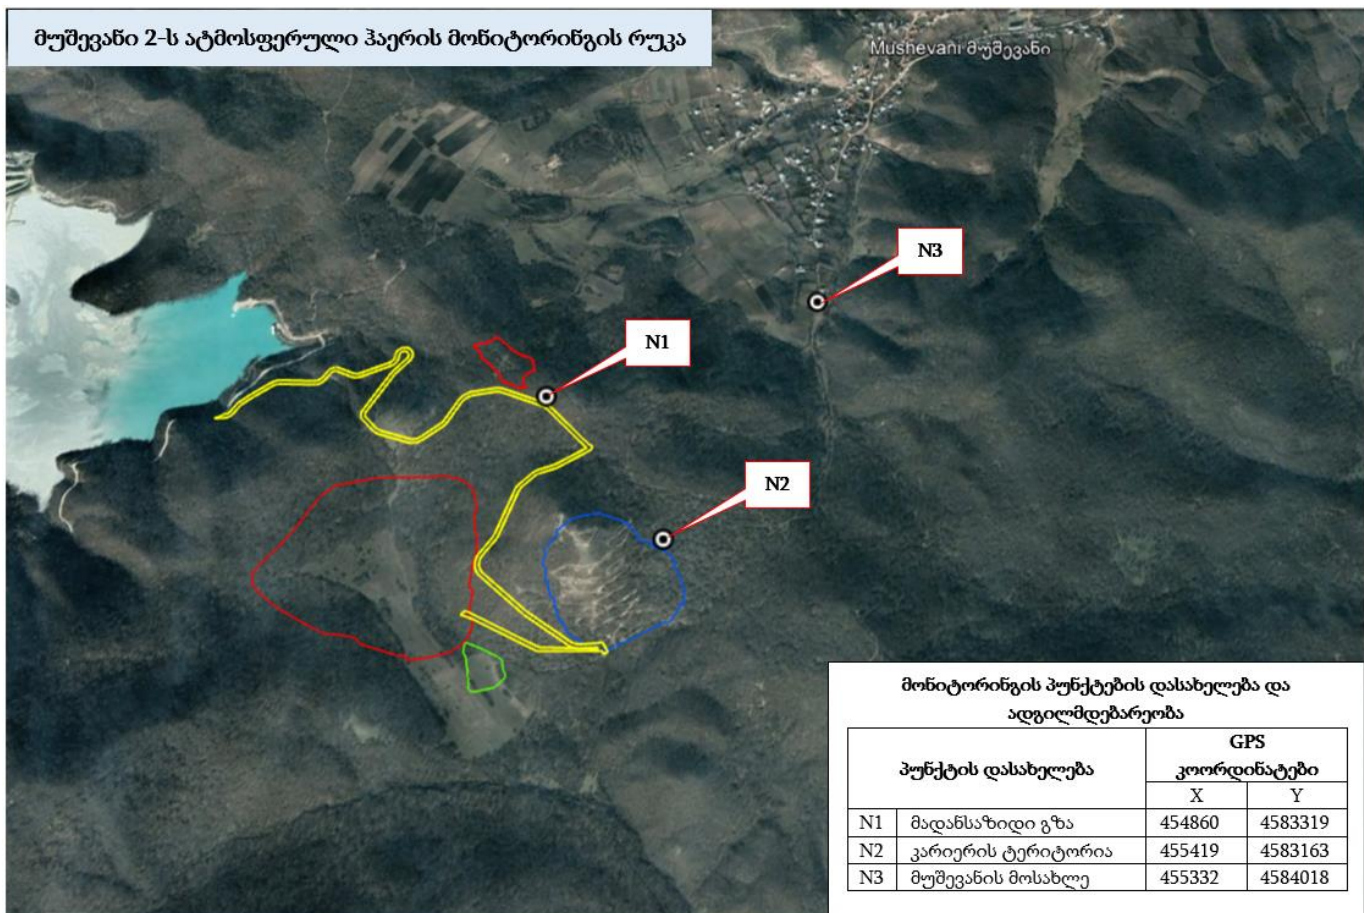 მუშევანი 2-ს ატმოსფერული ჰაერის მონიტორინგის რუკა
Mushevani მუშევანი
N3
N1
N2
მონიტორინგის პუნქტების დასახელება და
ადგილმდებარეობა
პუნქტის დასახელება
GPS
კოორდინატები
X Y
N1 მადანსაზიდი გზა 454860 4583319
N2 კარიერის ტერიტორია 455419 4583163
N3 მუშევანის მოსახლე 455332 4584018